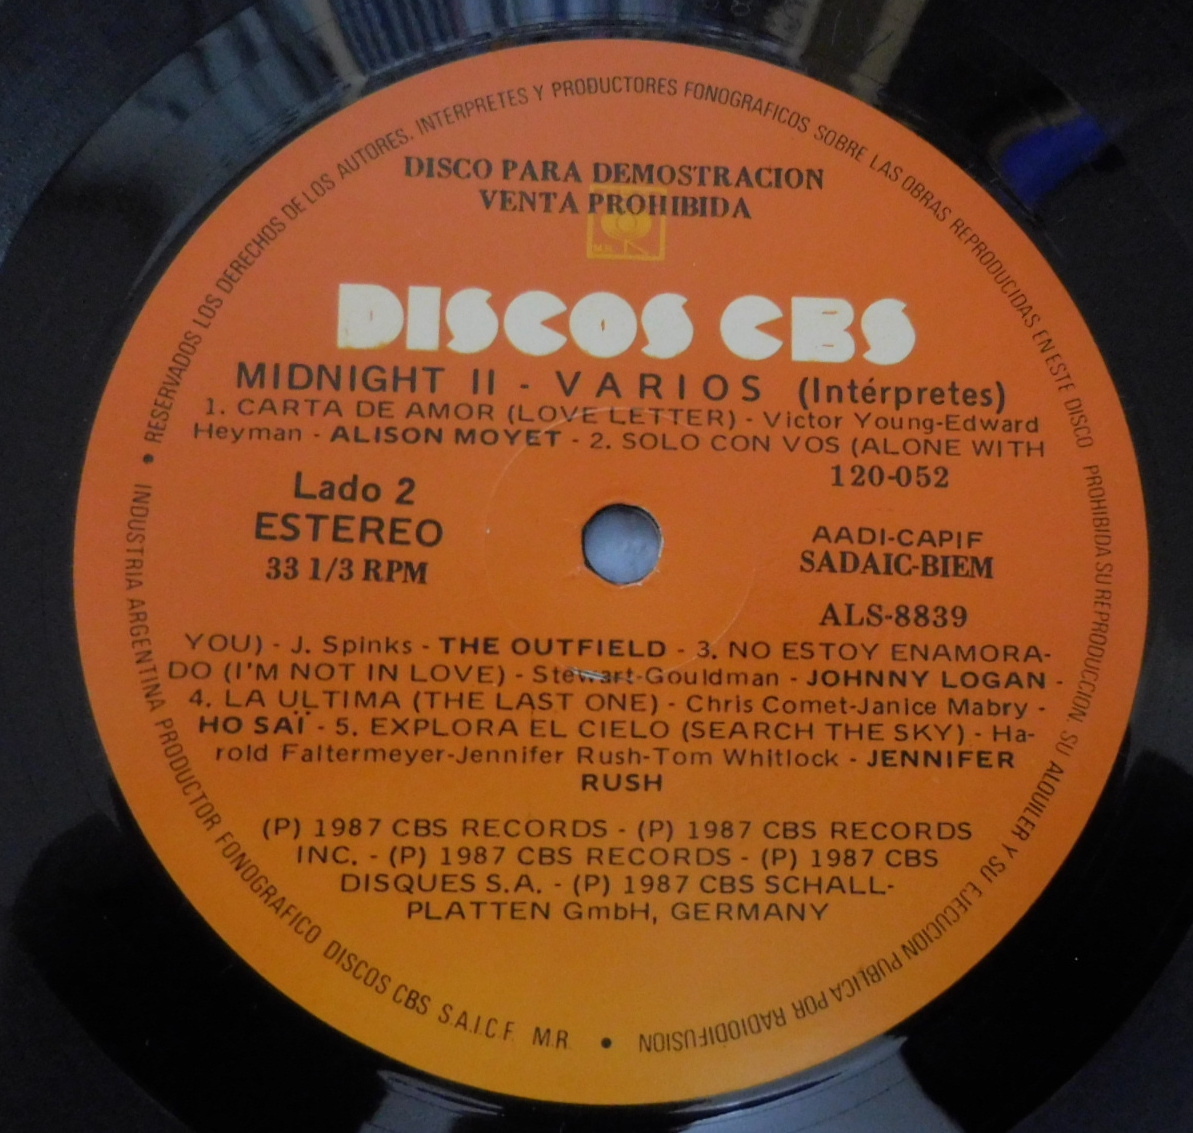 DISCO PARA DEMOSTRACION
VENTA PROHIBIDA
DISCOS CBS
MIDNIGHT II - VARIOS (Intérpretes)
1. CARTA DE AMOR (LOVE LETTER) - Victor Young-Edward
Heyman - ALISON MOYET - 2. SOLO CON VOS (ALONE WITH
Lado 2
ESTEREO
33 1/3 RPM
120-052
AADI-CAPIF
SADAIC-BIEM
ALS-8839
YOU) - J. Spinks - THE OUTFIELD - 3. NO ESTOY ENAMORA-
DO (I'M NOT IN LOVE) - Stewart-Gouldman - JOHNNY LOGAN -
4. LA ULTIMA (THE LAST ONE) - Chris Comet-Janice Mabry -
HO SAÏ - 5. EXPLORA EL CIELO (SEARCH THE SKY) - Ha-
rold Faltermeyer-Jennifer Rush-Tom Whitlock - JENNIFER
RUSH
(P) 1987 CBS RECORDS - (P) 1987 CBS RECORDS
INC. - (P) 1987 CBS RECORDS - (P) 1987 CBS
DISQUES S.A. - (P) 1987 CBS SCHALL-
PLATTEN GmbH, GERMANY
• RESERVADOS LOS DERECHOS DE LOS AUTORES, INTERPRETES Y PRODUCTORES FONOGRAFICOS SOBRE LAS OBRAS REPRODUCIDAS EN ESTE DISCO PROHIBIDA SU REPRODUCCION, SU ALQUILER Y SU EJECUCION PUBLICA POR RADIODIFUSION
• INDUSTRIA ARGENTINA PRODUCTOR FONOGRAFICO DISCOS CBS S.A.I.C.F. M.R.